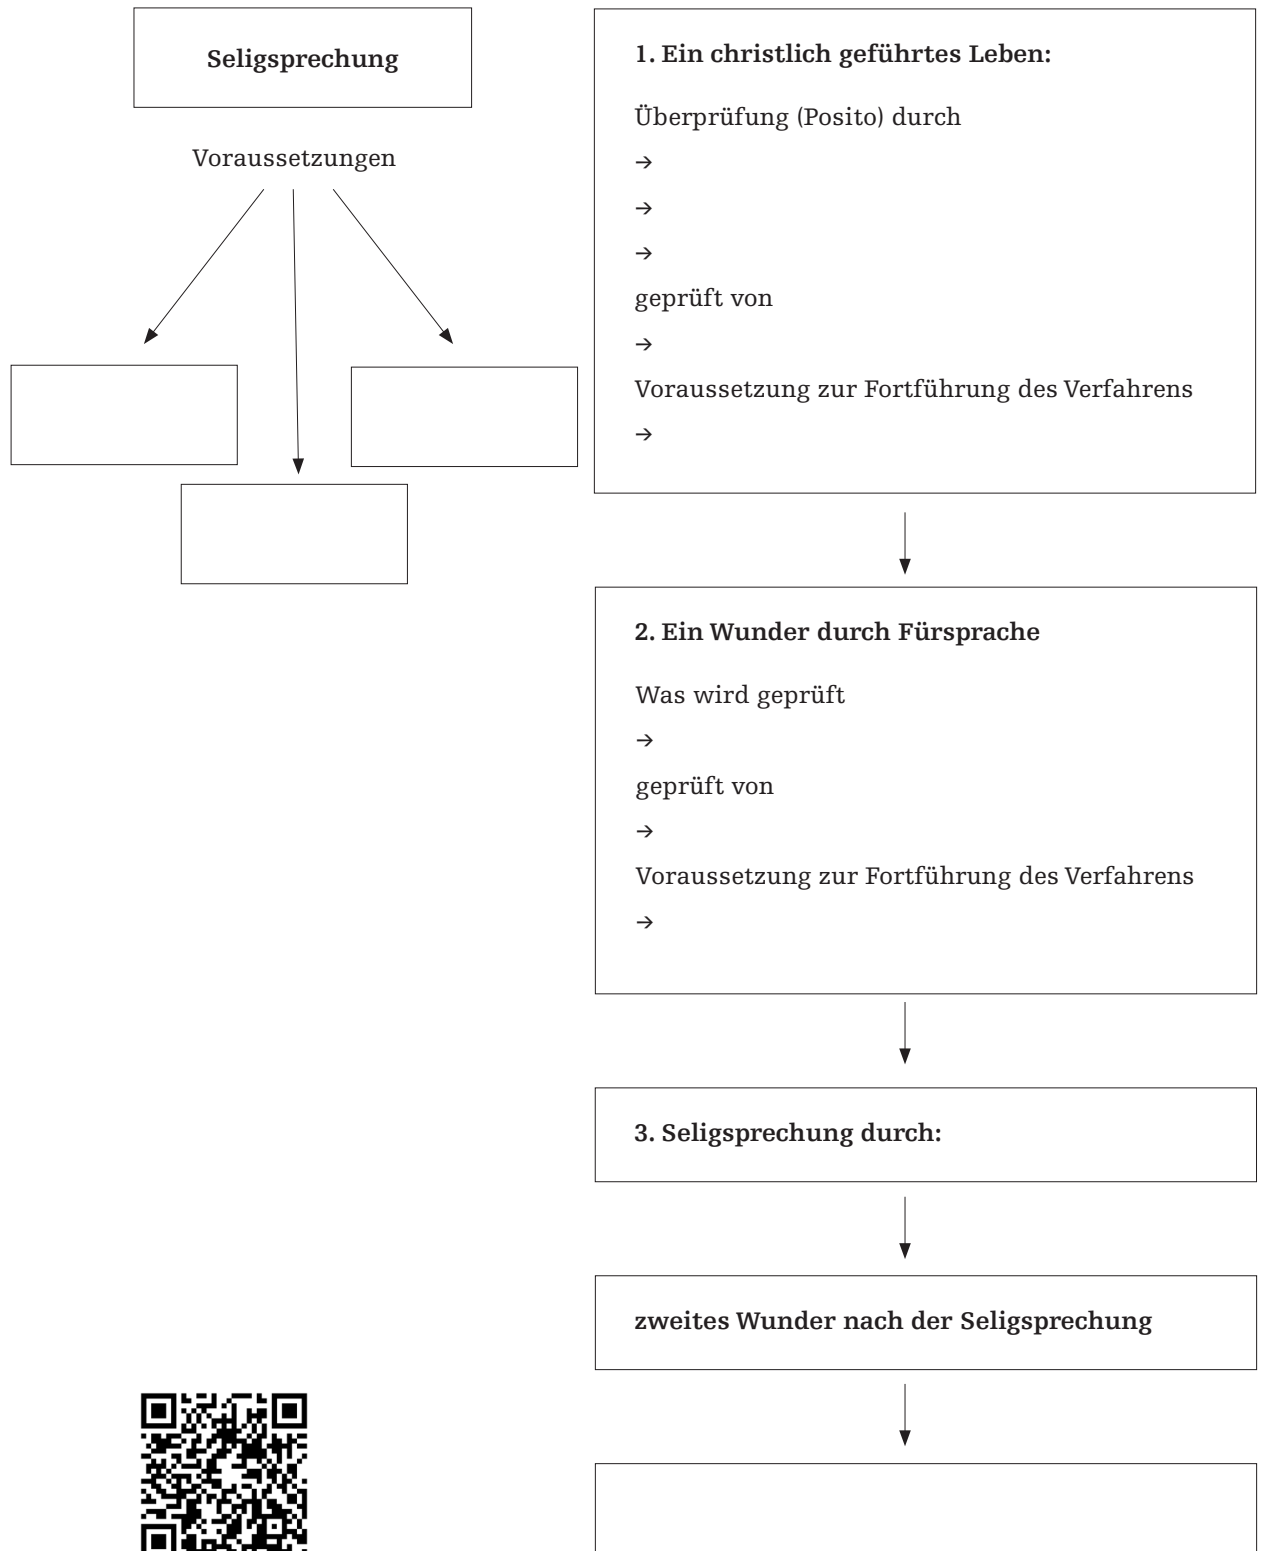 Seligsprechung
Voraussetzungen
1. Ein christlich geführtes Leben:
Überprüfung (Posito) durch
→
→
→
geprüft von
→
Voraussetzung zur Fortführung des Verfahrens
→
2. Ein Wunder durch Fürsprache
Was wird geprüft
→
geprüft von
→
Voraussetzung zur Fortführung des Verfahrens
→
3. Seligsprechung durch:
zweites Wunder nach der Seligsprechung